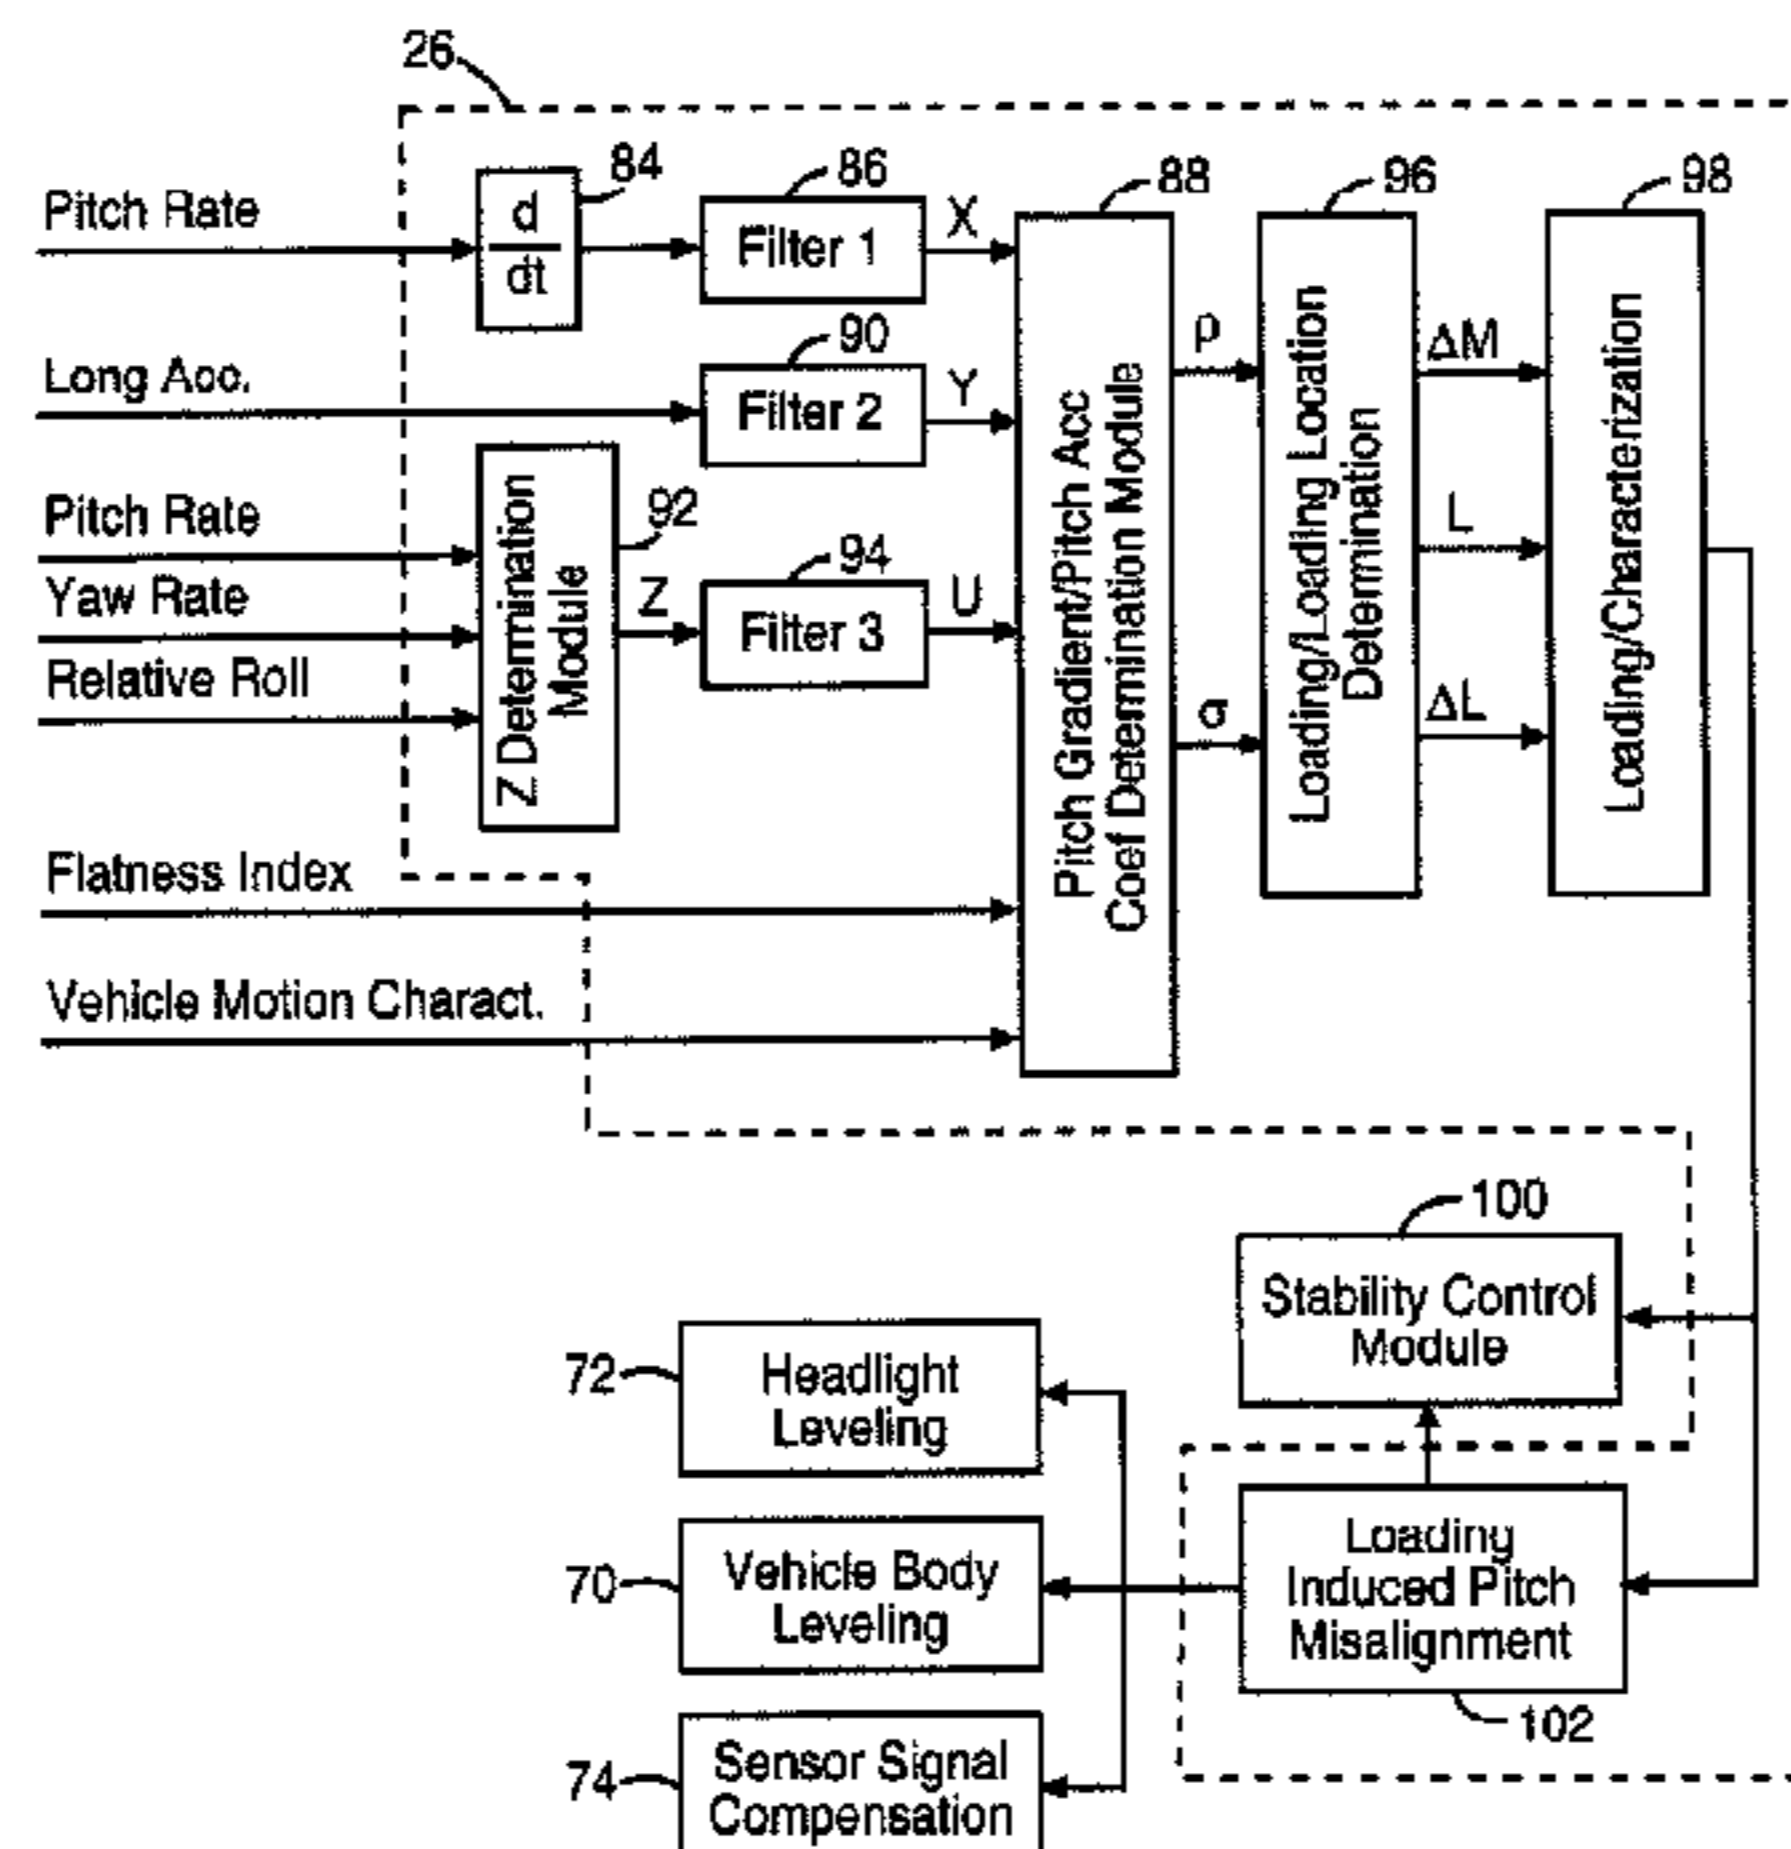 26
84
86
88
96
98
Pitch Rate
d
dt
Filter 1
X
90
Long Acc.
Filter 2
Y
ρ
ΔM
Pitch Rate
92
94
L
Yaw Rate
Z
Filter 3
U
Relative Roll
Z Determination
Module
σ
ΔL
Pitch Gradient/Pitch Acc
Coef Determination Module
Loading/Loading Location
Determination
Loading/Characterization
Flatness Index
Vehicle Motion Charact.
100
Stability Control
Module
72
Headlight
Leveling
70
Vehicle Body
Leveling
Loading
Induced Pitch
Misalignment
102
74
Sensor Signal
Compensation